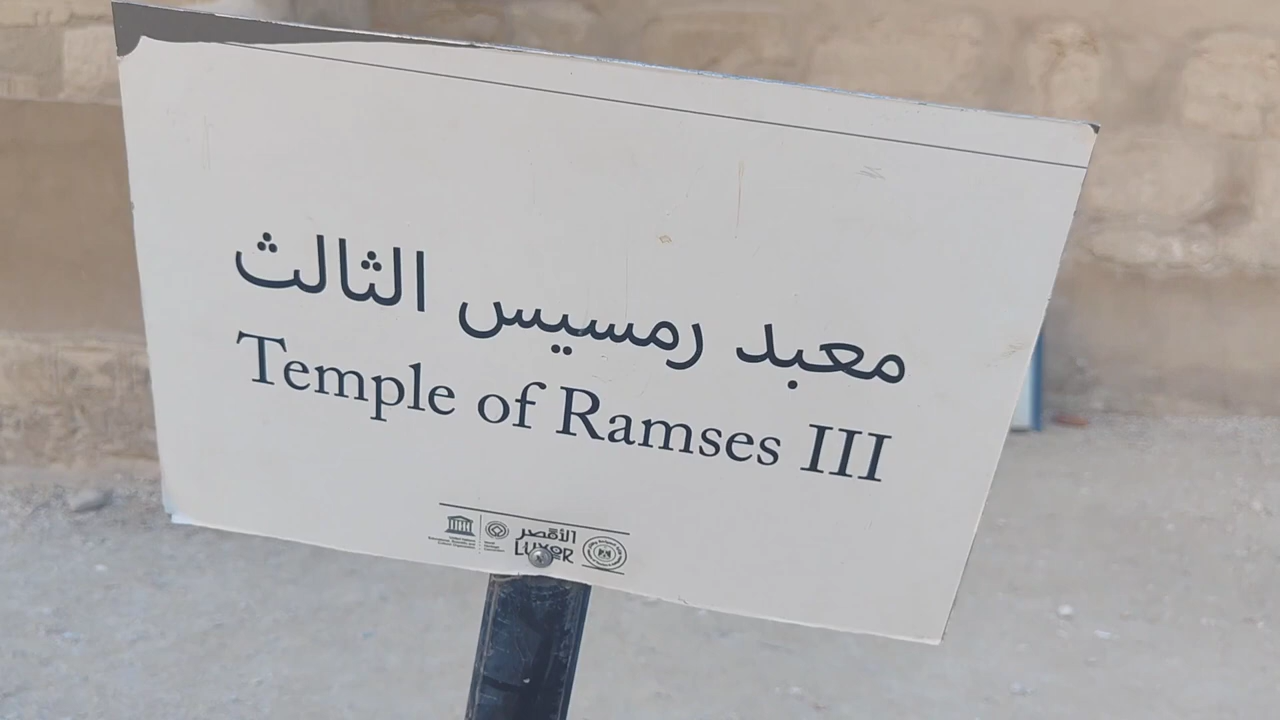 معبد رمسيس الثالث
Temple of Ramses III
الأقصر
LUXOR